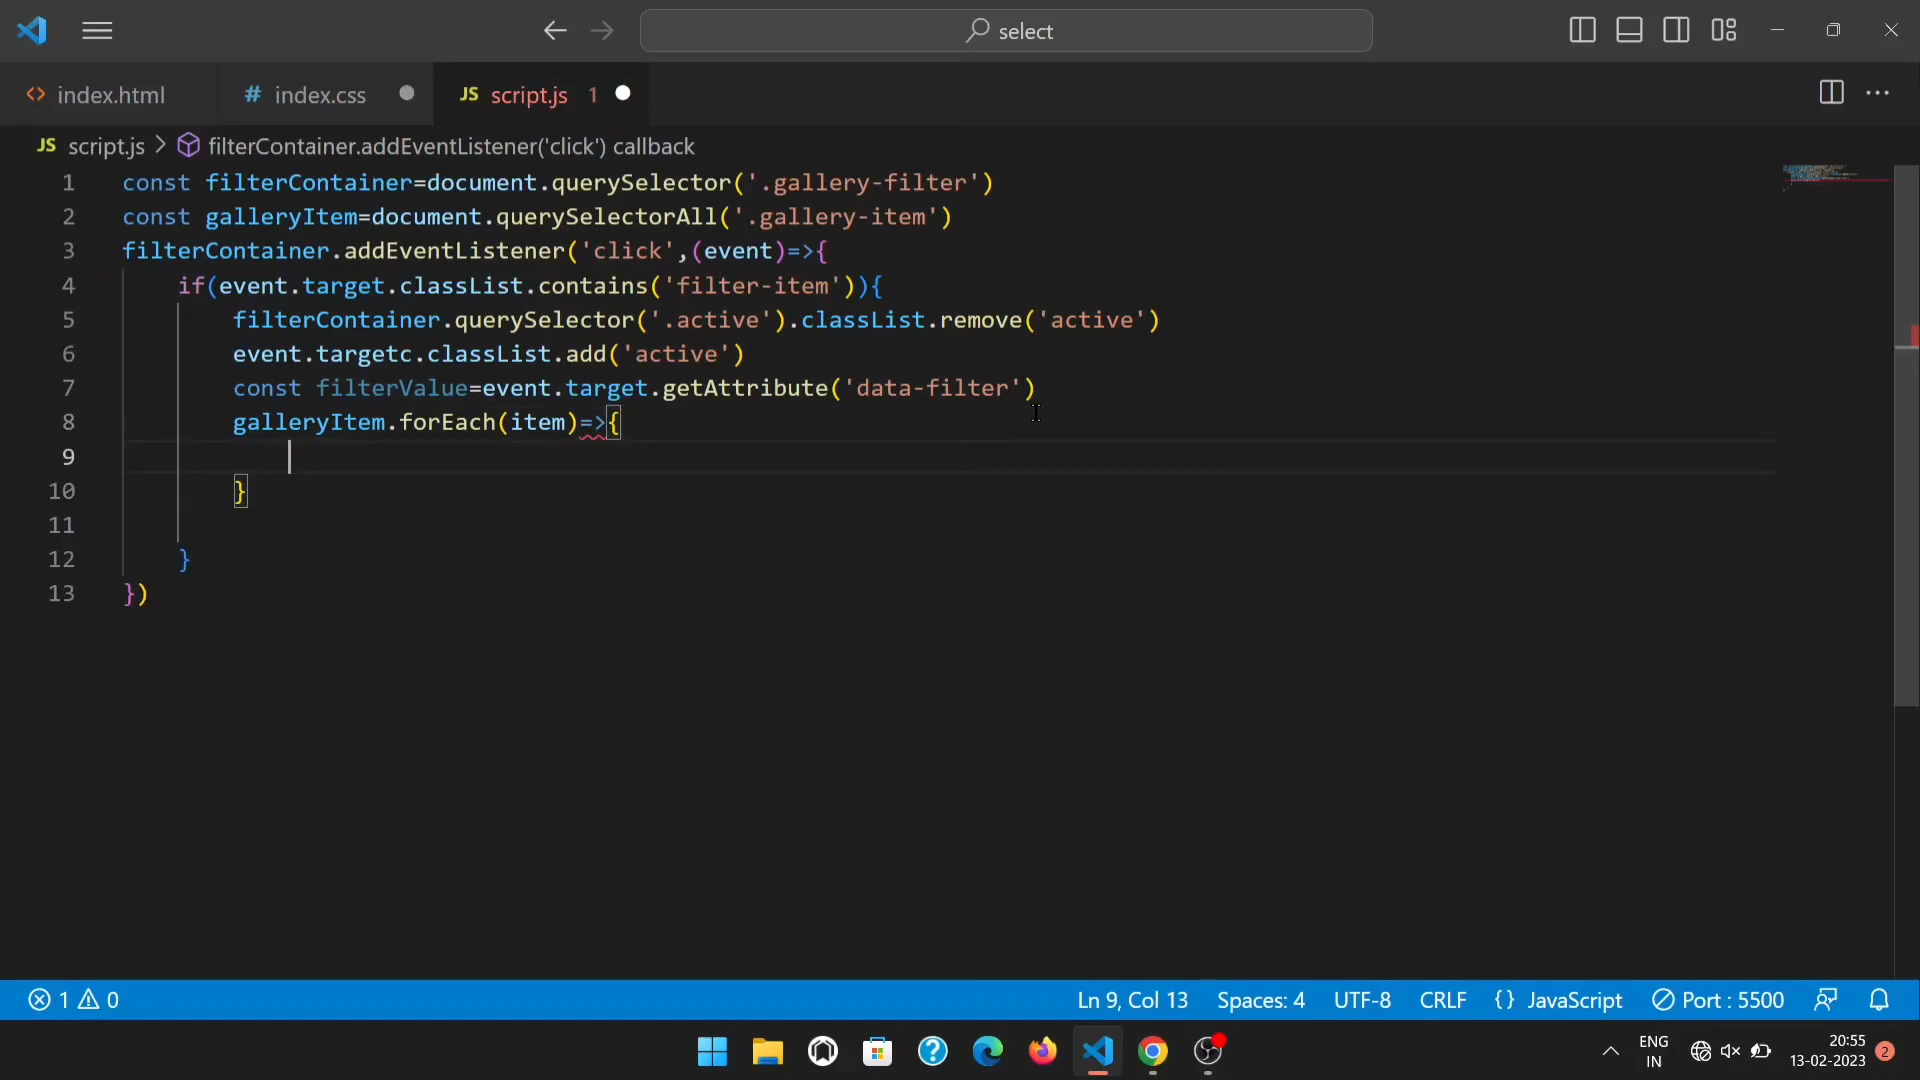 select
index.html
# index.css
JS script.js 1
JS script.js > filterContainer.addEventListener('click') callback
1 const filterContainer=document.querySelector('.gallery-filter')
2 const galleryItem=document.querySelectorAll('.gallery-item')
3 filterContainer.addEventListener('click',(event)=>{
4 if(event.target.classList.contains('filter-item')){
5 filterContainer.querySelector('.active').classList.remove('active')
6 event.targetc.classList.add('active')
7 const filterValue=event.target.getAttribute('data-filter')
8 galleryItem.forEach(item)=>{
9
10 }
11
12 }
13 })
1 0 Ln 9, Col 13 Spaces: 4 UTF-8 CRLF {} JavaScript Port : 5500
ENG
IN
20:55
13-02-2023 2